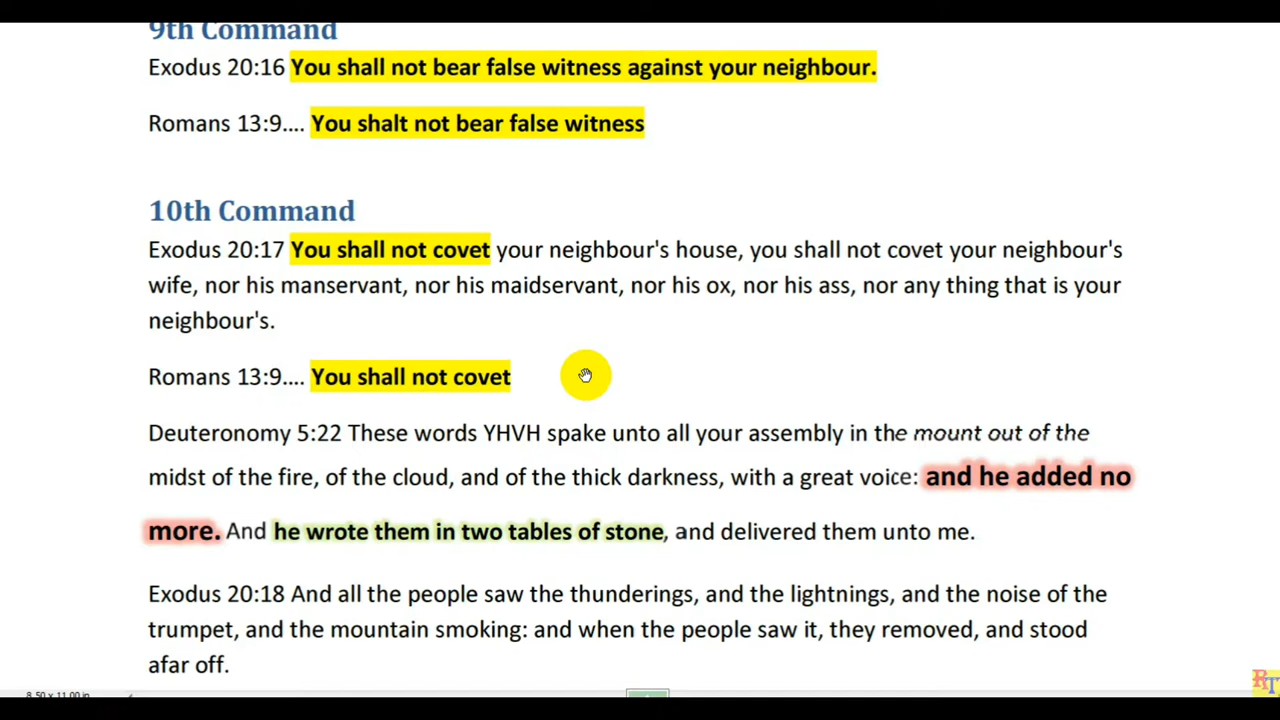 9th Command
Exodus 20:16 You shall not bear false witness against your neighbour.
Romans 13:9.... You shalt not bear false witness
10th Command
Exodus 20:17 You shall not covet your neighbour's house, you shall not covet your neighbour's
wife, nor his manservant, nor his maidservant, nor his ox, nor his ass, nor any thing that is your
neighbour's.
Romans 13:9.... You shall not covet
Deuteronomy 5:22 These words YHVH spake unto all your assembly in the mount out of the
midst of the fire, of the cloud, and of the thick darkness, with a great voice: and he added no
more. And he wrote them in two tables of stone, and delivered them unto me.
Exodus 20:18 And all the people saw the thunderings, and the lightnings, and the noise of the
trumpet, and the mountain smoking: and when the people saw it, they removed, and stood
afar off.
8.50 x 11.00 in
RT